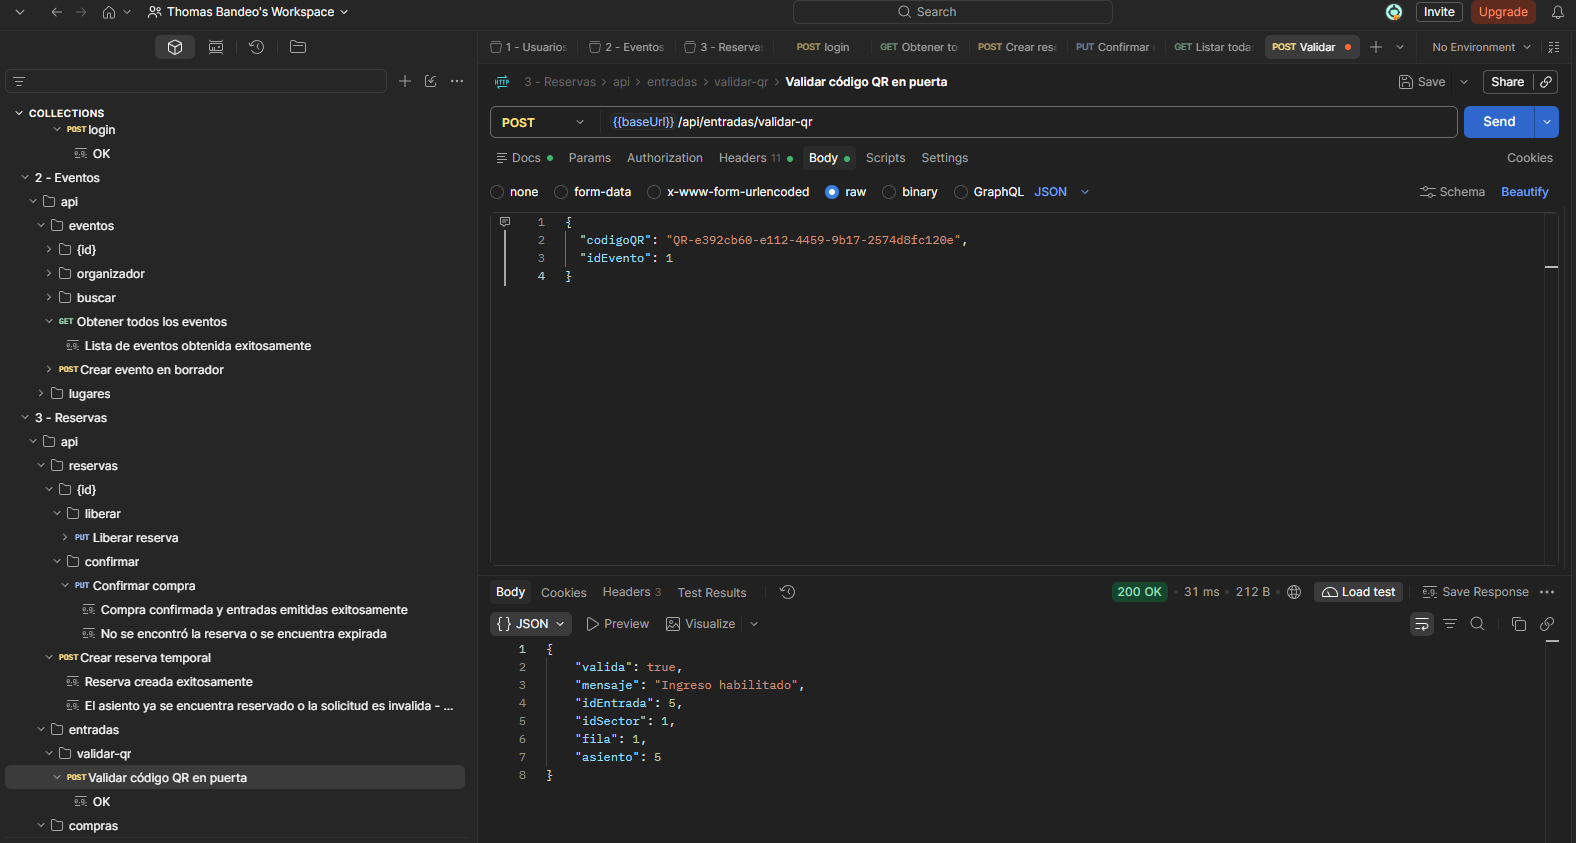 Thomas Bandeo's Workspace
Search
Invite
Upgrade
1 - Usuarios
2 - Eventos
3 - Reservas
POST login
GET Obtener to
POST Crear rese
PUT Confirmar
GET Listar toda
POST Validar
No Environment
3 - Reservas > api > entradas > validar-qr > Validar código QR en puerta
Save
Share
COLLECTIONS
POST login
e.g. OK
2 - Eventos
api
eventos
{id}
organizador
buscar
GET Obtener todos los eventos
e.g. Lista de eventos obtenida exitosamente
POST Crear evento en borrador
lugares
3 - Reservas
api
reservas
{id}
liberar
PUT Liberar reserva
confirmar
PUT Confirmar compra
e.g. Compra confirmada y entradas emitidas exitosamente
e.g. No se encontró la reserva o se encuentra expirada
POST Crear reserva temporal
e.g. Reserva creada exitosamente
e.g. El asiento ya se encuentra reservado o la solicitud es invalida - ...
entradas
validar-qr
POST Validar código QR en puerta
e.g. OK
compras
HTTP
POST
{{baseUrl}} /api/entradas/validar-qr
Send
Docs
Params
Authorization
Headers 11
Body
Scripts
Settings
Cookies
none
form-data
x-www-form-urlencoded
raw
binary
GraphQL
JSON
Schema
Beautify
1 {
2 "codigoQR": "QR-e392cb60-e112-4459-9b17-2574d8fc120e",
3 "idEvento": 1
4 }
Body
Cookies
Headers 3
Test Results
200 OK
31 ms
212 B
Load test
e.g. Save Response
{} JSON
Preview
Visualize
1 {
2 "valida": true,
3 "mensaje": "Ingreso habilitado",
4 "idEntrada": 5,
5 "idSector": 1,
6 "fila": 1,
7 "asiento": 5
8 }